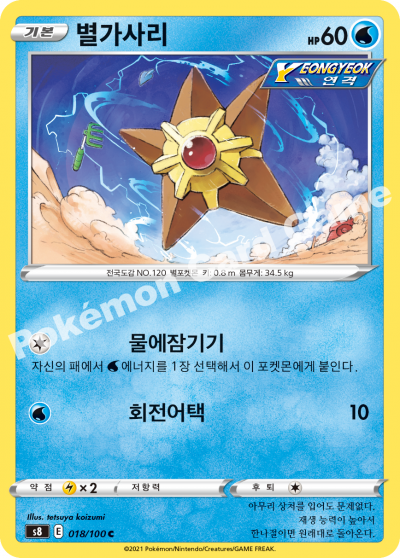 기본 별가사리 HP 60
YEONGYEOK
연격
전국도감 NO.120 별포켓몬 키: 0.8 m 몸무게: 34.5 kg
Pokémon Card Game
물에잠기기
자신의 패에서 에너지를 1장 선택해서 이 포켓몬에게 붙인다.
회전어택 10
약점 ×2 저항력 후퇴
아무리 상처를 입어도 문제없다.
재생 능력이 높아서
한나절이면 원래대로 돌아온다.
Illus. tetsuya koizumi
s8 E 018/100 C
©2021 Pokémon/Nintendo/Creatures/GAME FREAK.